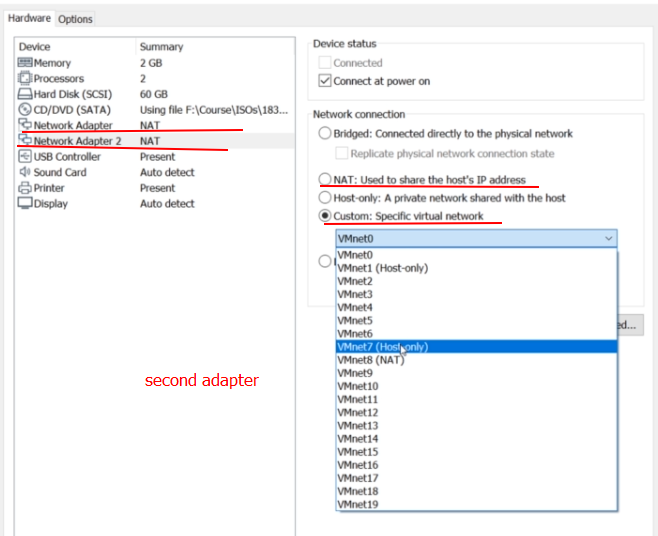 Hardware Options
Device Summary
Memory 2 GB
Processors 2
Hard Disk (SCSI) 60 GB
CD/DVD (SATA) Using file F:\Course\ISOs\183...
Network Adapter NAT
Network Adapter 2 NAT
USB Controller Present
Sound Card Auto detect
Printer Present
Display Auto detect
second adapter
Device status
Connected
Connect at power on
Network connection
Bridged: Connected directly to the physical network
Replicate physical network connection state
NAT: Used to share the host's IP address
Host-only: A private network shared with the host
Custom: Specific virtual network
VMnet0
VMnet0
VMnet1 (Host-only)
VMnet2
VMnet3
VMnet4
VMnet5
VMnet6
VMnet7 (Host-only)
VMnet8 (NAT)
VMnet9
VMnet10
VMnet11
VMnet12
VMnet13
VMnet14
VMnet15
VMnet16
VMnet17
VMnet18
VMnet19